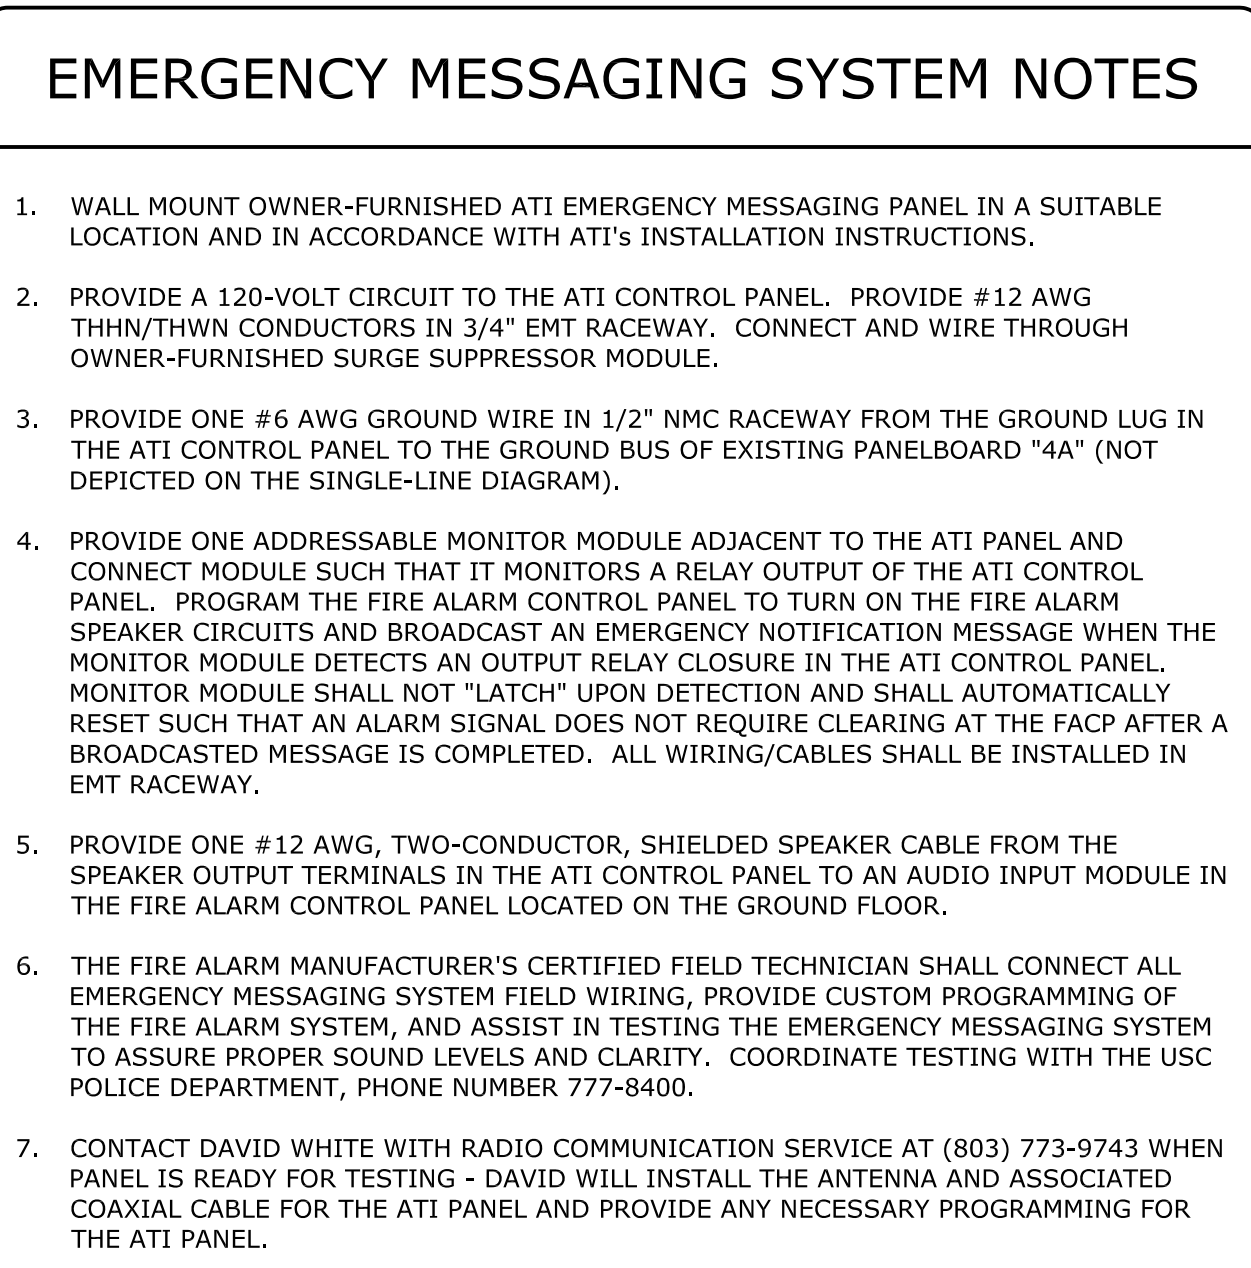 EMERGENCY MESSAGING SYSTEM NOTES
1. WALL MOUNT OWNER-FURNISHED ATI EMERGENCY MESSAGING PANEL IN A SUITABLE
LOCATION AND IN ACCORDANCE WITH ATI's INSTALLATION INSTRUCTIONS.
2. PROVIDE A 120-VOLT CIRCUIT TO THE ATI CONTROL PANEL. PROVIDE #12 AWG
THHN/THWN CONDUCTORS IN 3/4" EMT RACEWAY. CONNECT AND WIRE THROUGH
OWNER-FURNISHED SURGE SUPPRESSOR MODULE.
3. PROVIDE ONE #6 AWG GROUND WIRE IN 1/2" NMC RACEWAY FROM THE GROUND LUG IN
THE ATI CONTROL PANEL TO THE GROUND BUS OF EXISTING PANELBOARD "4A" (NOT
DEPICTED ON THE SINGLE-LINE DIAGRAM).
4. PROVIDE ONE ADDRESSABLE MONITOR MODULE ADJACENT TO THE ATI PANEL AND
CONNECT MODULE SUCH THAT IT MONITORS A RELAY OUTPUT OF THE ATI CONTROL
PANEL. PROGRAM THE FIRE ALARM CONTROL PANEL TO TURN ON THE FIRE ALARM
SPEAKER CIRCUITS AND BROADCAST AN EMERGENCY NOTIFICATION MESSAGE WHEN THE
MONITOR MODULE DETECTS AN OUTPUT RELAY CLOSURE IN THE ATI CONTROL PANEL.
MONITOR MODULE SHALL NOT "LATCH" UPON DETECTION AND SHALL AUTOMATICALLY
RESET SUCH THAT AN ALARM SIGNAL DOES NOT REQUIRE CLEARING AT THE FACP AFTER A
BROADCASTED MESSAGE IS COMPLETED. ALL WIRING/CABLES SHALL BE INSTALLED IN
EMT RACEWAY.
5. PROVIDE ONE #12 AWG, TWO-CONDUCTOR, SHIELDED SPEAKER CABLE FROM THE
SPEAKER OUTPUT TERMINALS IN THE ATI CONTROL PANEL TO AN AUDIO INPUT MODULE IN
THE FIRE ALARM CONTROL PANEL LOCATED ON THE GROUND FLOOR.
6. THE FIRE ALARM MANUFACTURER'S CERTIFIED FIELD TECHNICIAN SHALL CONNECT ALL
EMERGENCY MESSAGING SYSTEM FIELD WIRING, PROVIDE CUSTOM PROGRAMMING OF
THE FIRE ALARM SYSTEM, AND ASSIST IN TESTING THE EMERGENCY MESSAGING SYSTEM
TO ASSURE PROPER SOUND LEVELS AND CLARITY. COORDINATE TESTING WITH THE USC
POLICE DEPARTMENT, PHONE NUMBER 777-8400.
7. CONTACT DAVID WHITE WITH RADIO COMMUNICATION SERVICE AT (803) 773-9743 WHEN
PANEL IS READY FOR TESTING - DAVID WILL INSTALL THE ANTENNA AND ASSOCIATED
COAXIAL CABLE FOR THE ATI PANEL AND PROVIDE ANY NECESSARY PROGRAMMING FOR
THE ATI PANEL.